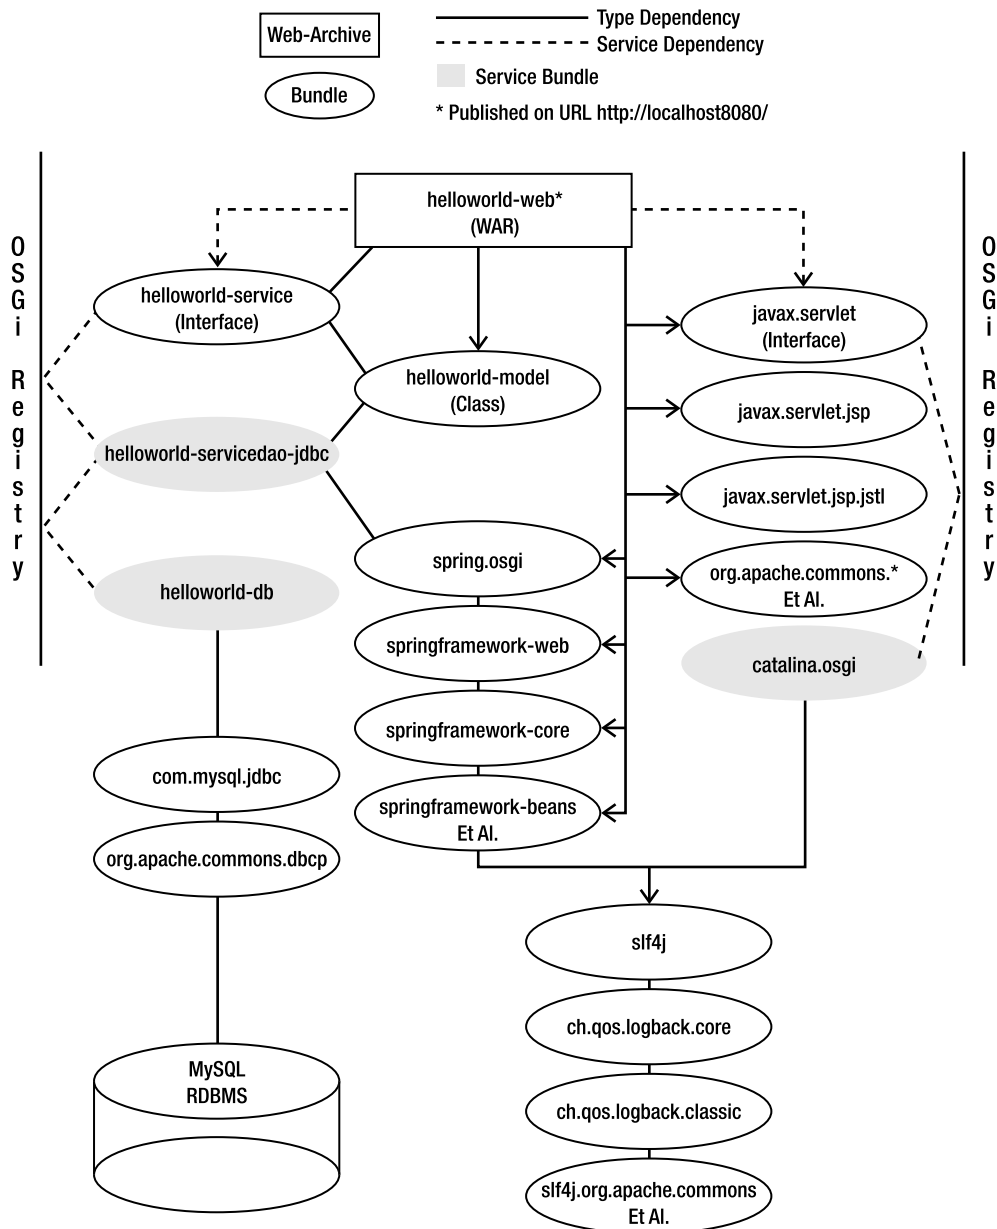 Web-Archive
Bundle
Type Dependency
Service Dependency
Service Bundle
* Published on URL http://localhost8080/
OSGi Registry
OSGi Registry
helloworld-web*
(WAR)
helloworld-service
(Interface)
helloworld-model
(Class)
helloworld-servicedao-jdbc
helloworld-db
com.mysql.jdbc
org.apache.commons.dbcp
MySQL
RDBMS
spring.osgi
springframework-web
springframework-core
springframework-beans
Et Al.
javax.servlet
(Interface)
javax.servlet.jsp
javax.servlet.jsp.jstl
org.apache.commons.*
Et Al.
catalina.osgi
slf4j
ch.qos.logback.core
ch.qos.logback.classic
slf4j.org.apache.commons
Et Al.